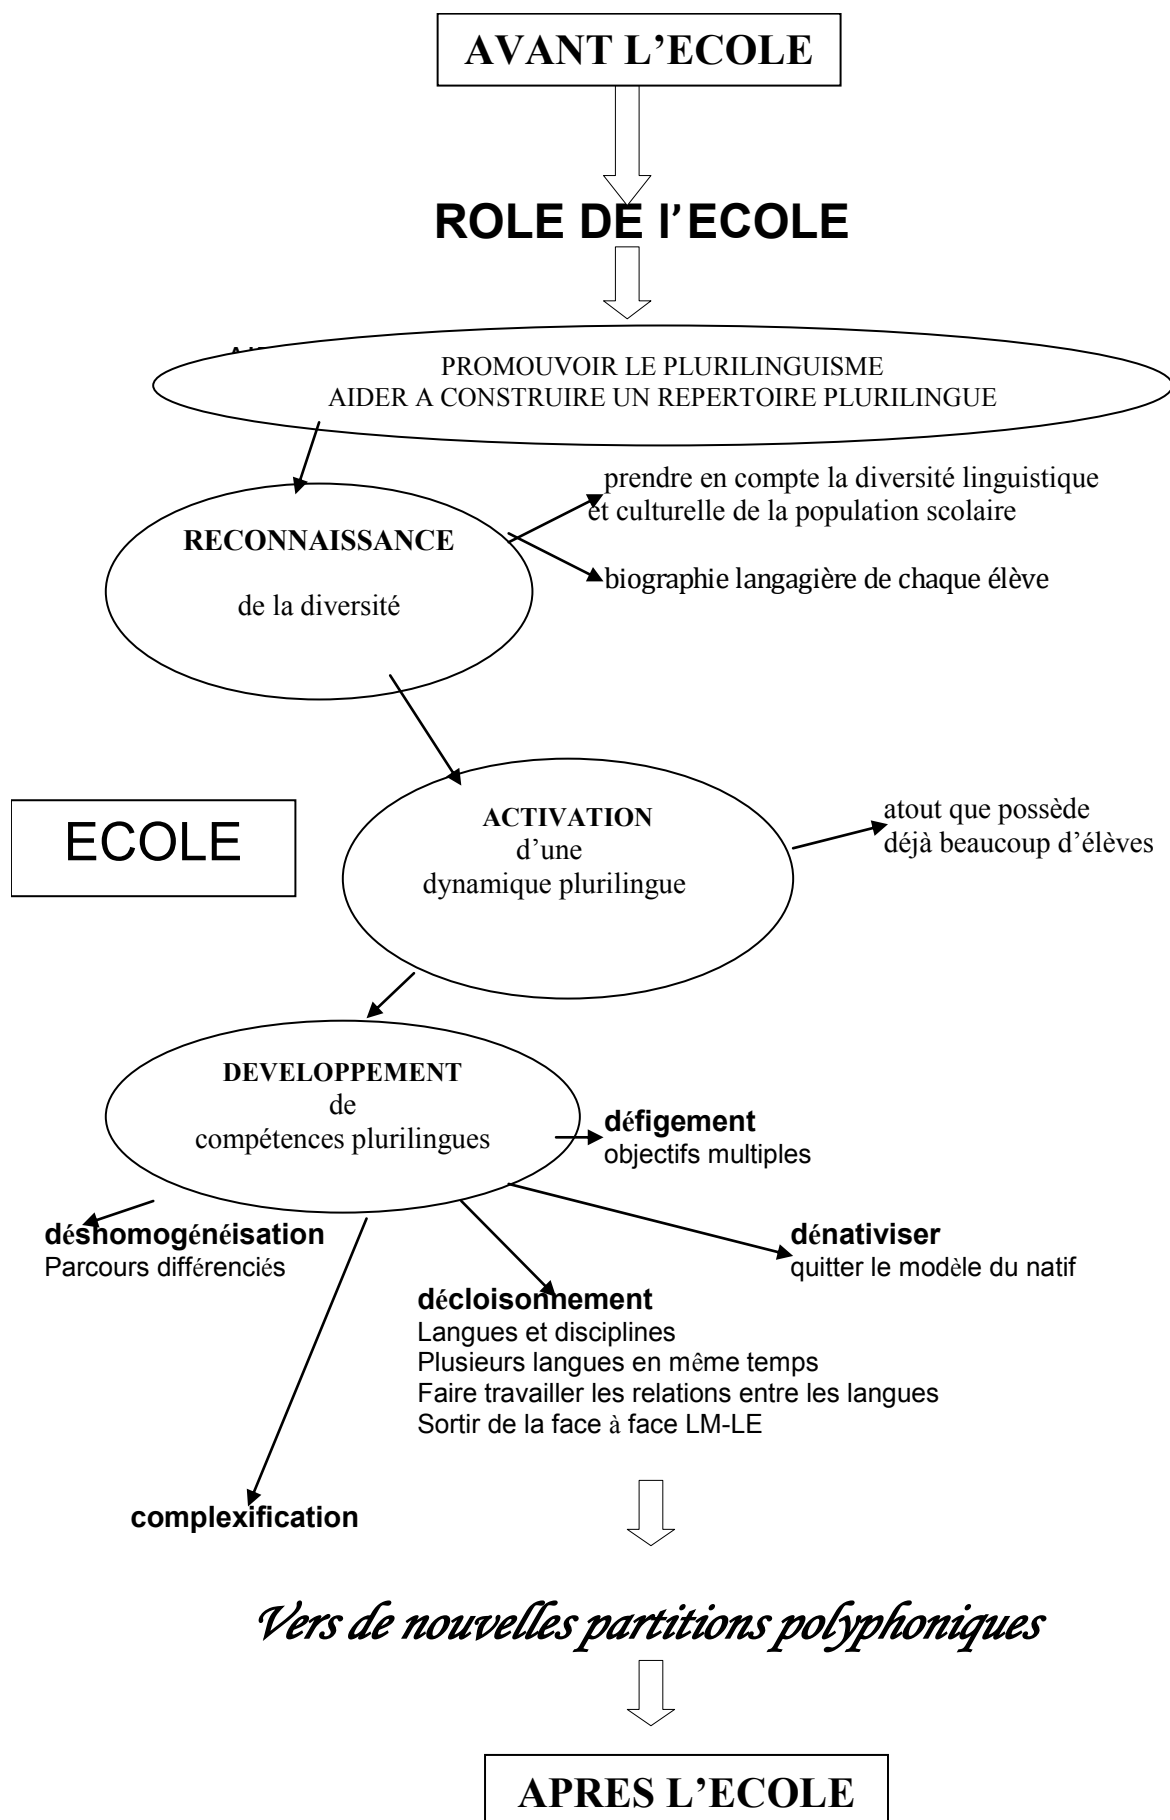 AVANT L'ECOLE
ROLE DE l'ECOLE
PROMOUVOIR LE PLURILINGUISME
AIDER A CONSTRUIRE UN REPERTOIRE PLURILINGUE
prendre en compte la diversité linguistique
et culturelle de la population scolaire
RECONNAISSANCE
de la diversité
biographie langagière de chaque élève
ACTIVATION
d'une
dynamique plurilingue
atout que possède
déjà beaucoup d'élèves
ECOLE
DEVELOPPEMENT
de
compétences plurilingues
défigement
objectifs multiples
déshomogénéisation
Parcours différenciés
dénativiser
quitter le modèle du natif
décloisonnement
Langues et disciplines
Plusieurs langues en même temps
Faire travailler les relations entre les langues
Sortir de la face à face LM-LE
complexification
Vers de nouvelles partitions polyphoniques
APRES L'ECOLE